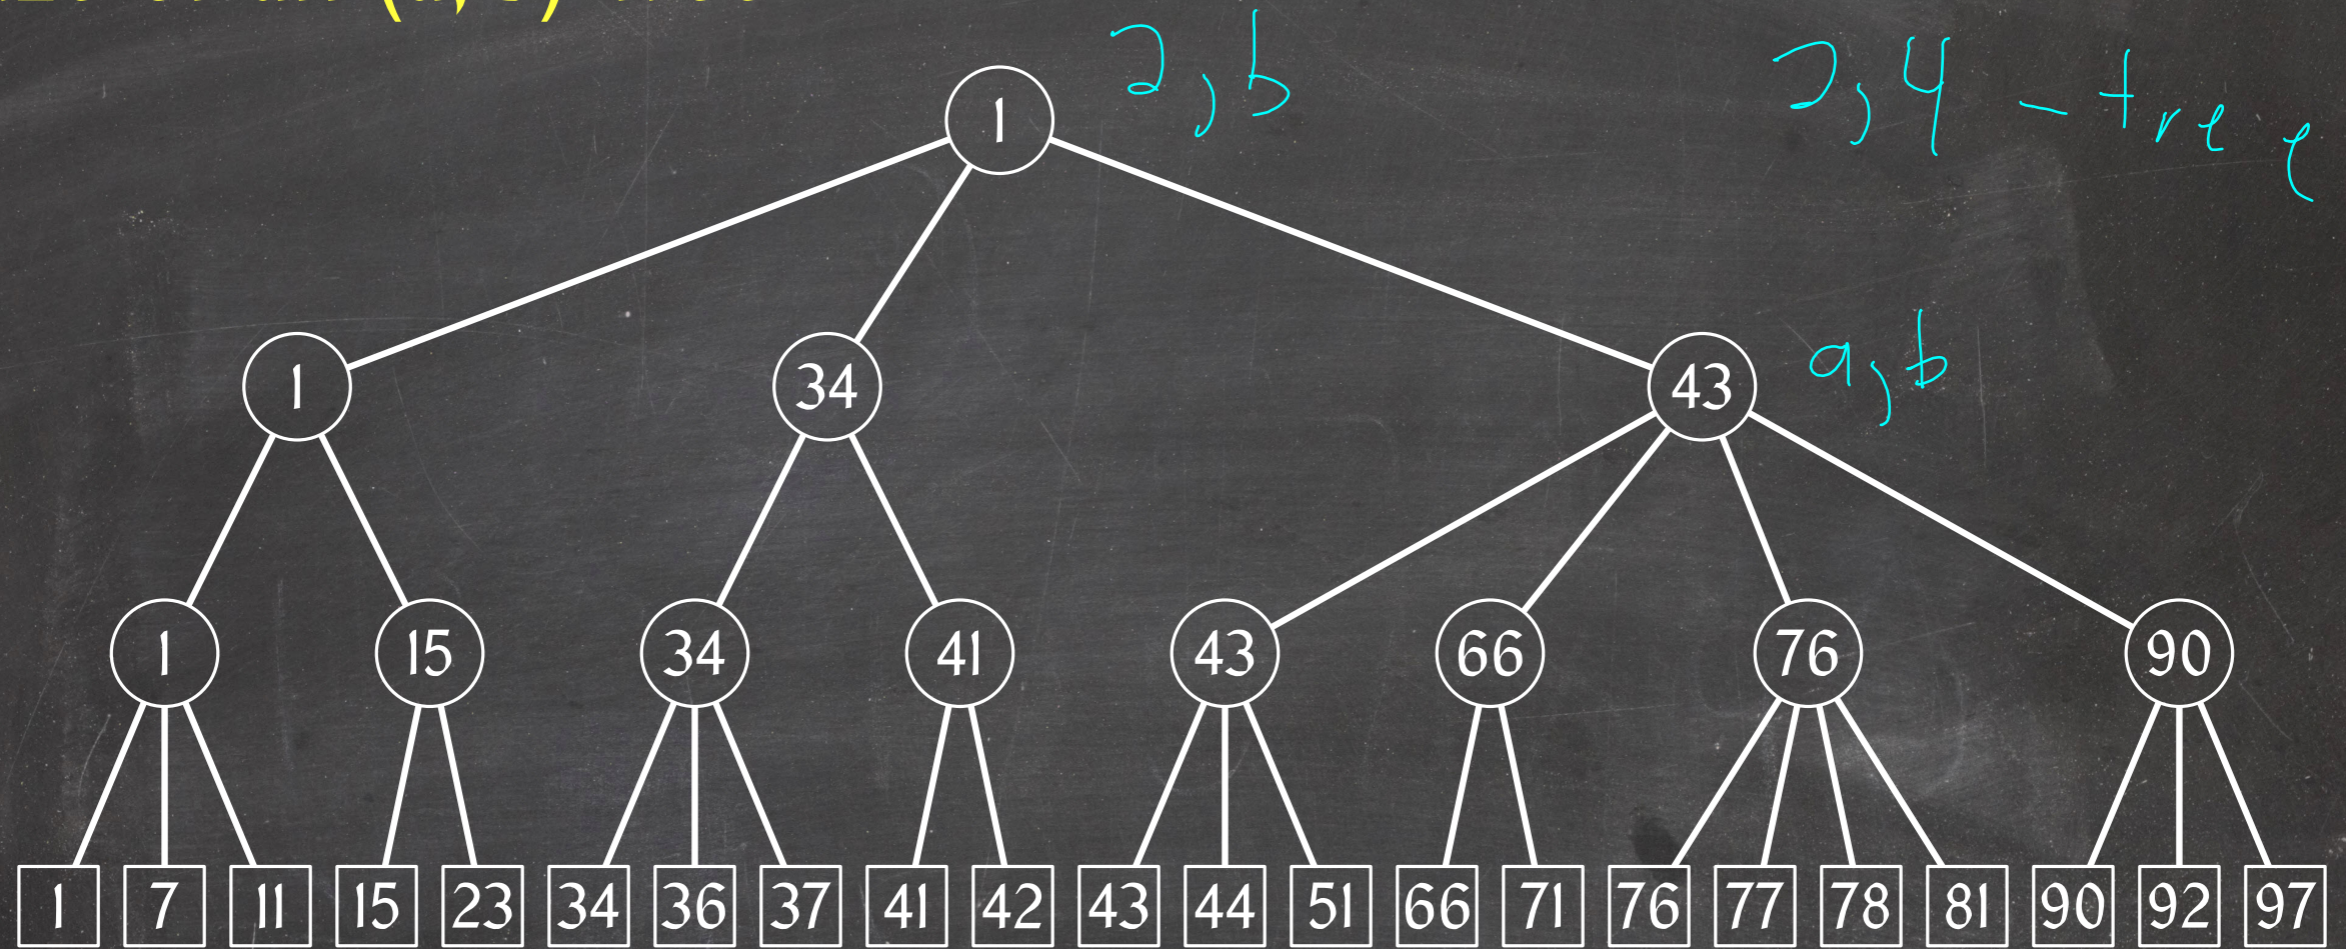 2, b
2, 4 - tree
1
a, b
1 34 43
1 15 34 41 43 66 76 90
1 7 11 15 23 34 36 37 41 42 43 44 51 66 71 76 77 78 81 90 92 97